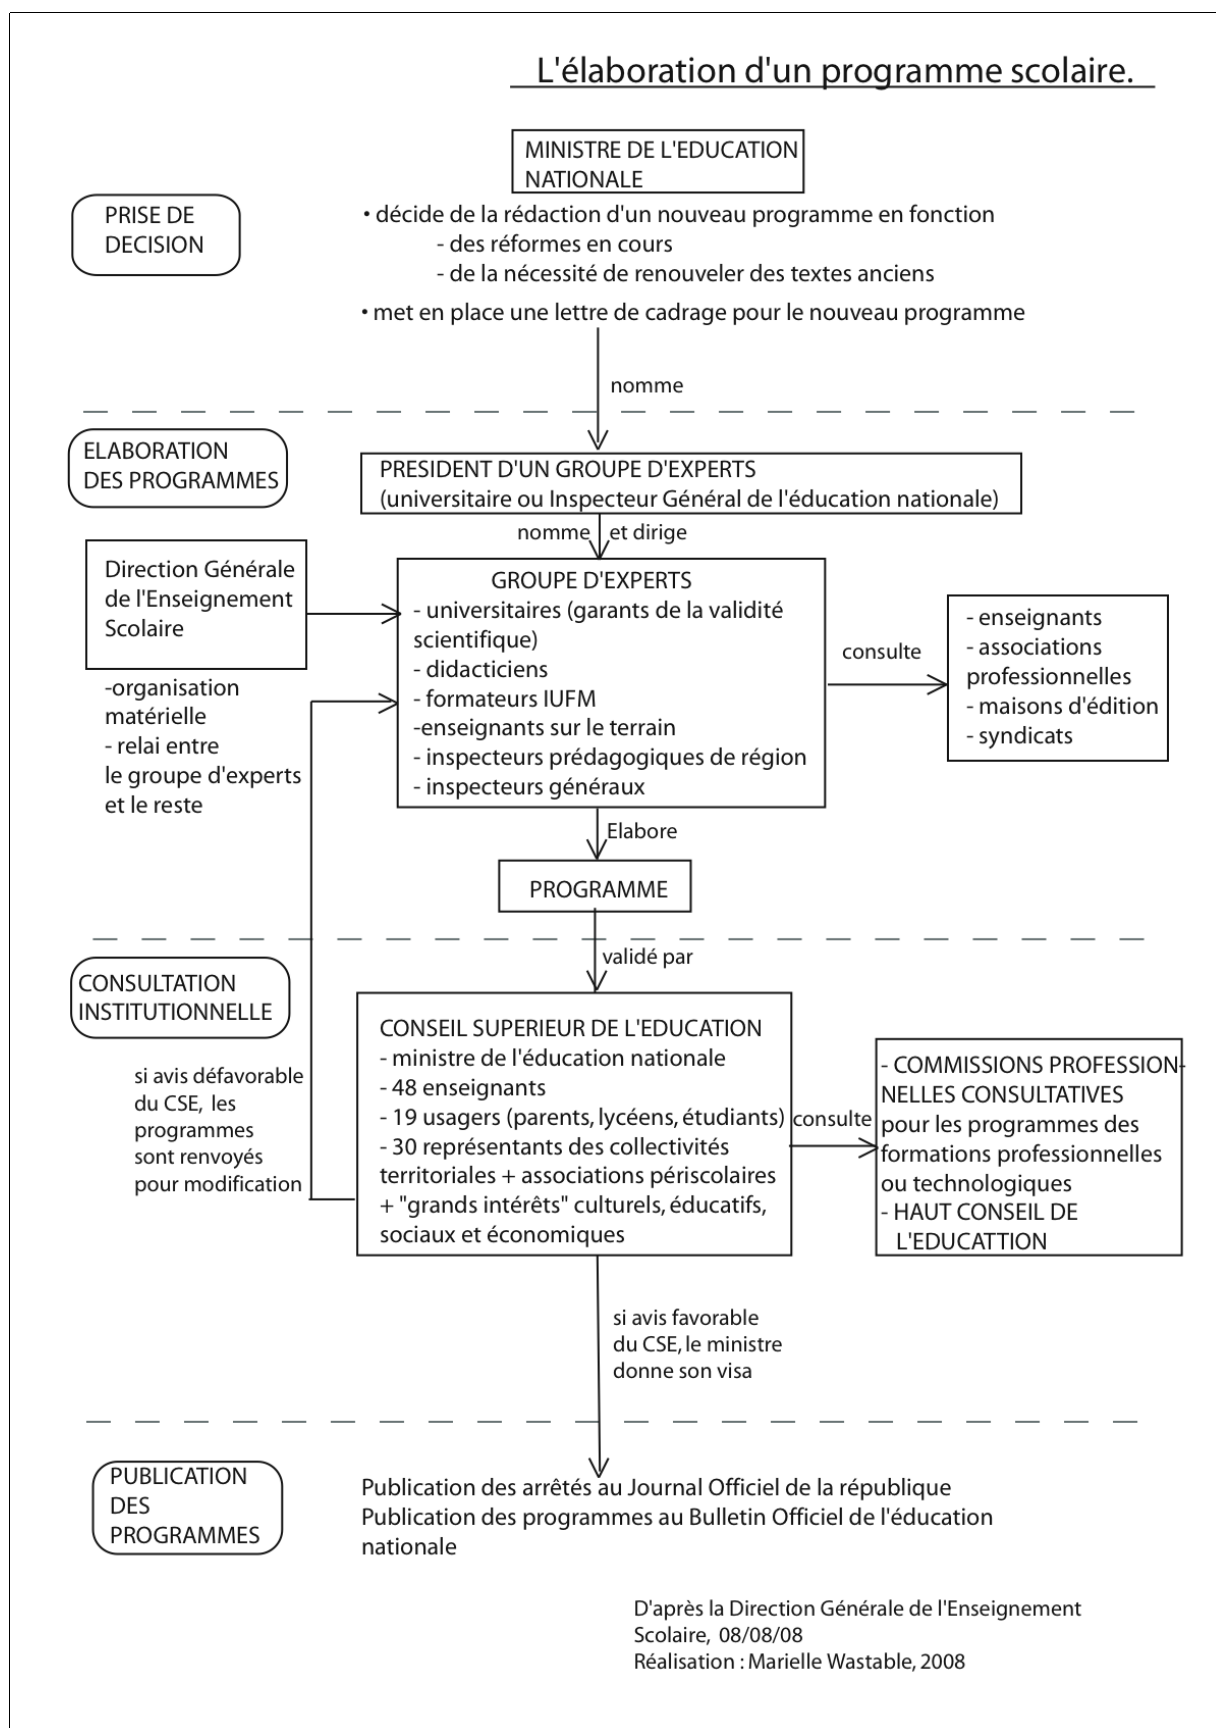 L'élaboration d'un programme scolaire.
MINISTRE DE L'EDUCATION
NATIONALE
PRISE DE
DECISION
• décide de la rédaction d'un nouveau programme en fonction
- des réformes en cours
- de la nécessité de renouveler des textes anciens
• met en place une lettre de cadrage pour le nouveau programme
nomme
ELABORATION
DES PROGRAMMES
PRESIDENT D'UN GROUPE D'EXPERTS
(universitaire ou Inspecteur Général de l'éducation nationale)
nomme et dirige
Direction Générale
de l'Enseignement
Scolaire
-organisation
matérielle
- relai entre
le groupe d'experts
et le reste
GROUPE D'EXPERTS
- universitaires (garants de la validité
scientifique)
- didacticiens
- formateurs IUFM
-enseignants sur le terrain
- inspecteurs prédagogiques de région
- inspecteurs généraux
consulte
- enseignants
- associations
professionnelles
- maisons d'édition
- syndicats
Elabore
PROGRAMME
validé par
CONSULTATION
INSTITUTIONNELLE
si avis défavorable
du CSE, les
programmes
sont renvoyés
pour modification
CONSEIL SUPERIEUR DE L'EDUCATION
- ministre de l'éducation nationale
- 48 enseignants
- 19 usagers (parents, lycéens, étudiants)
- 30 représentants des collectivités
territoriales + associations périscolaires
+ "grands intérêts" culturels, éducatifs,
sociaux et économiques
consulte
- COMMISSIONS PROFESSION-
NELLES CONSULTATIVES
pour les programmes des
formations professionnelles
ou technologiques
- HAUT CONSEIL DE
L'EDUCATTION
si avis favorable
du CSE, le ministre
donne son visa
PUBLICATION
DES
PROGRAMMES
Publication des arrêtés au Journal Officiel de la république
Publication des programmes au Bulletin Officiel de l'éducation
nationale
D'après la Direction Générale de l'Enseignement
Scolaire, 08/08/08
Réalisation : Marielle Wastable, 2008